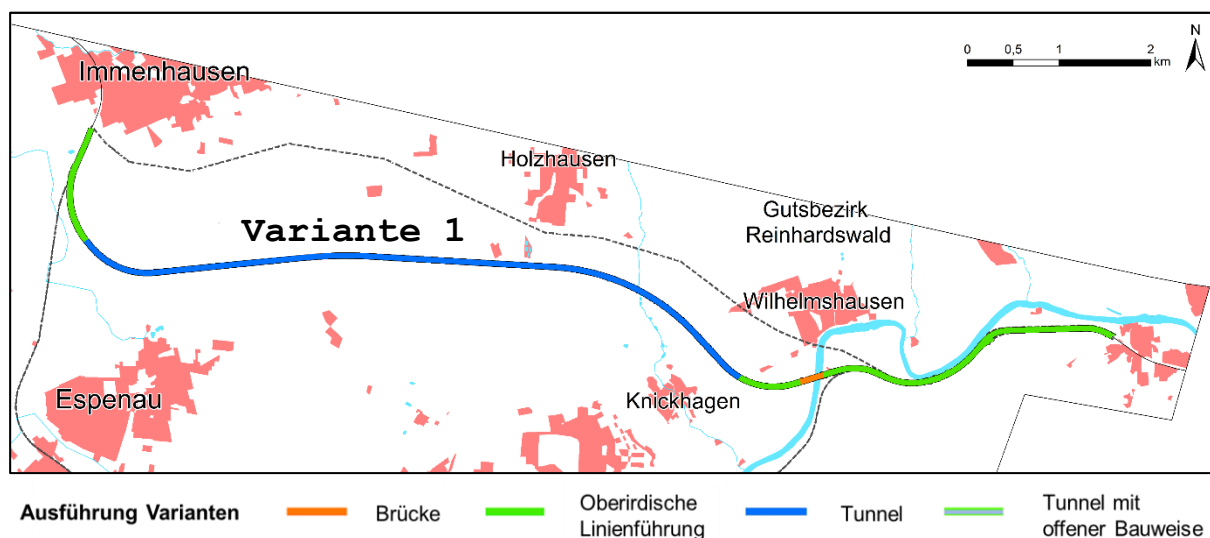 Immenhausen
N
0 0,5 1 2
km
Holzhausen
Gutsbezirk
Reinhardswald
Variante 1
Wilhelmshausen
Espenau
Knickhagen
Ausführung Varianten
Brücke
Oberirdische
Linienführung
Tunnel
Tunnel mit
offener Bauweise